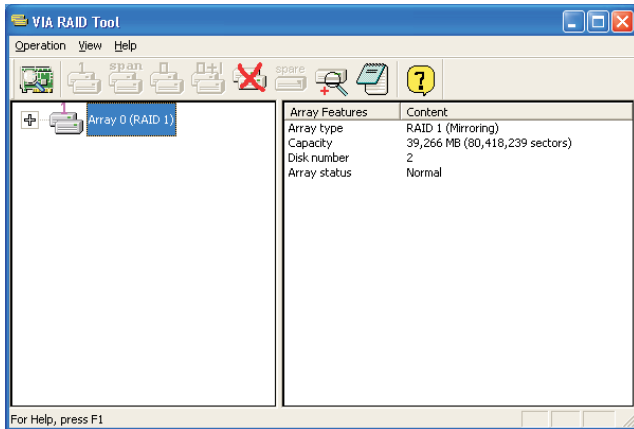 VIA RAID Tool
Operation View Help
1 span 0 0+1 spare ?
1
Array 0 (RAID 1)
Array Features Content
Array type RAID 1 (Mirroring)
Capacity 39,266 MB (80,418,239 sectors)
Disk number 2
Array status Normal
For Help, press F1